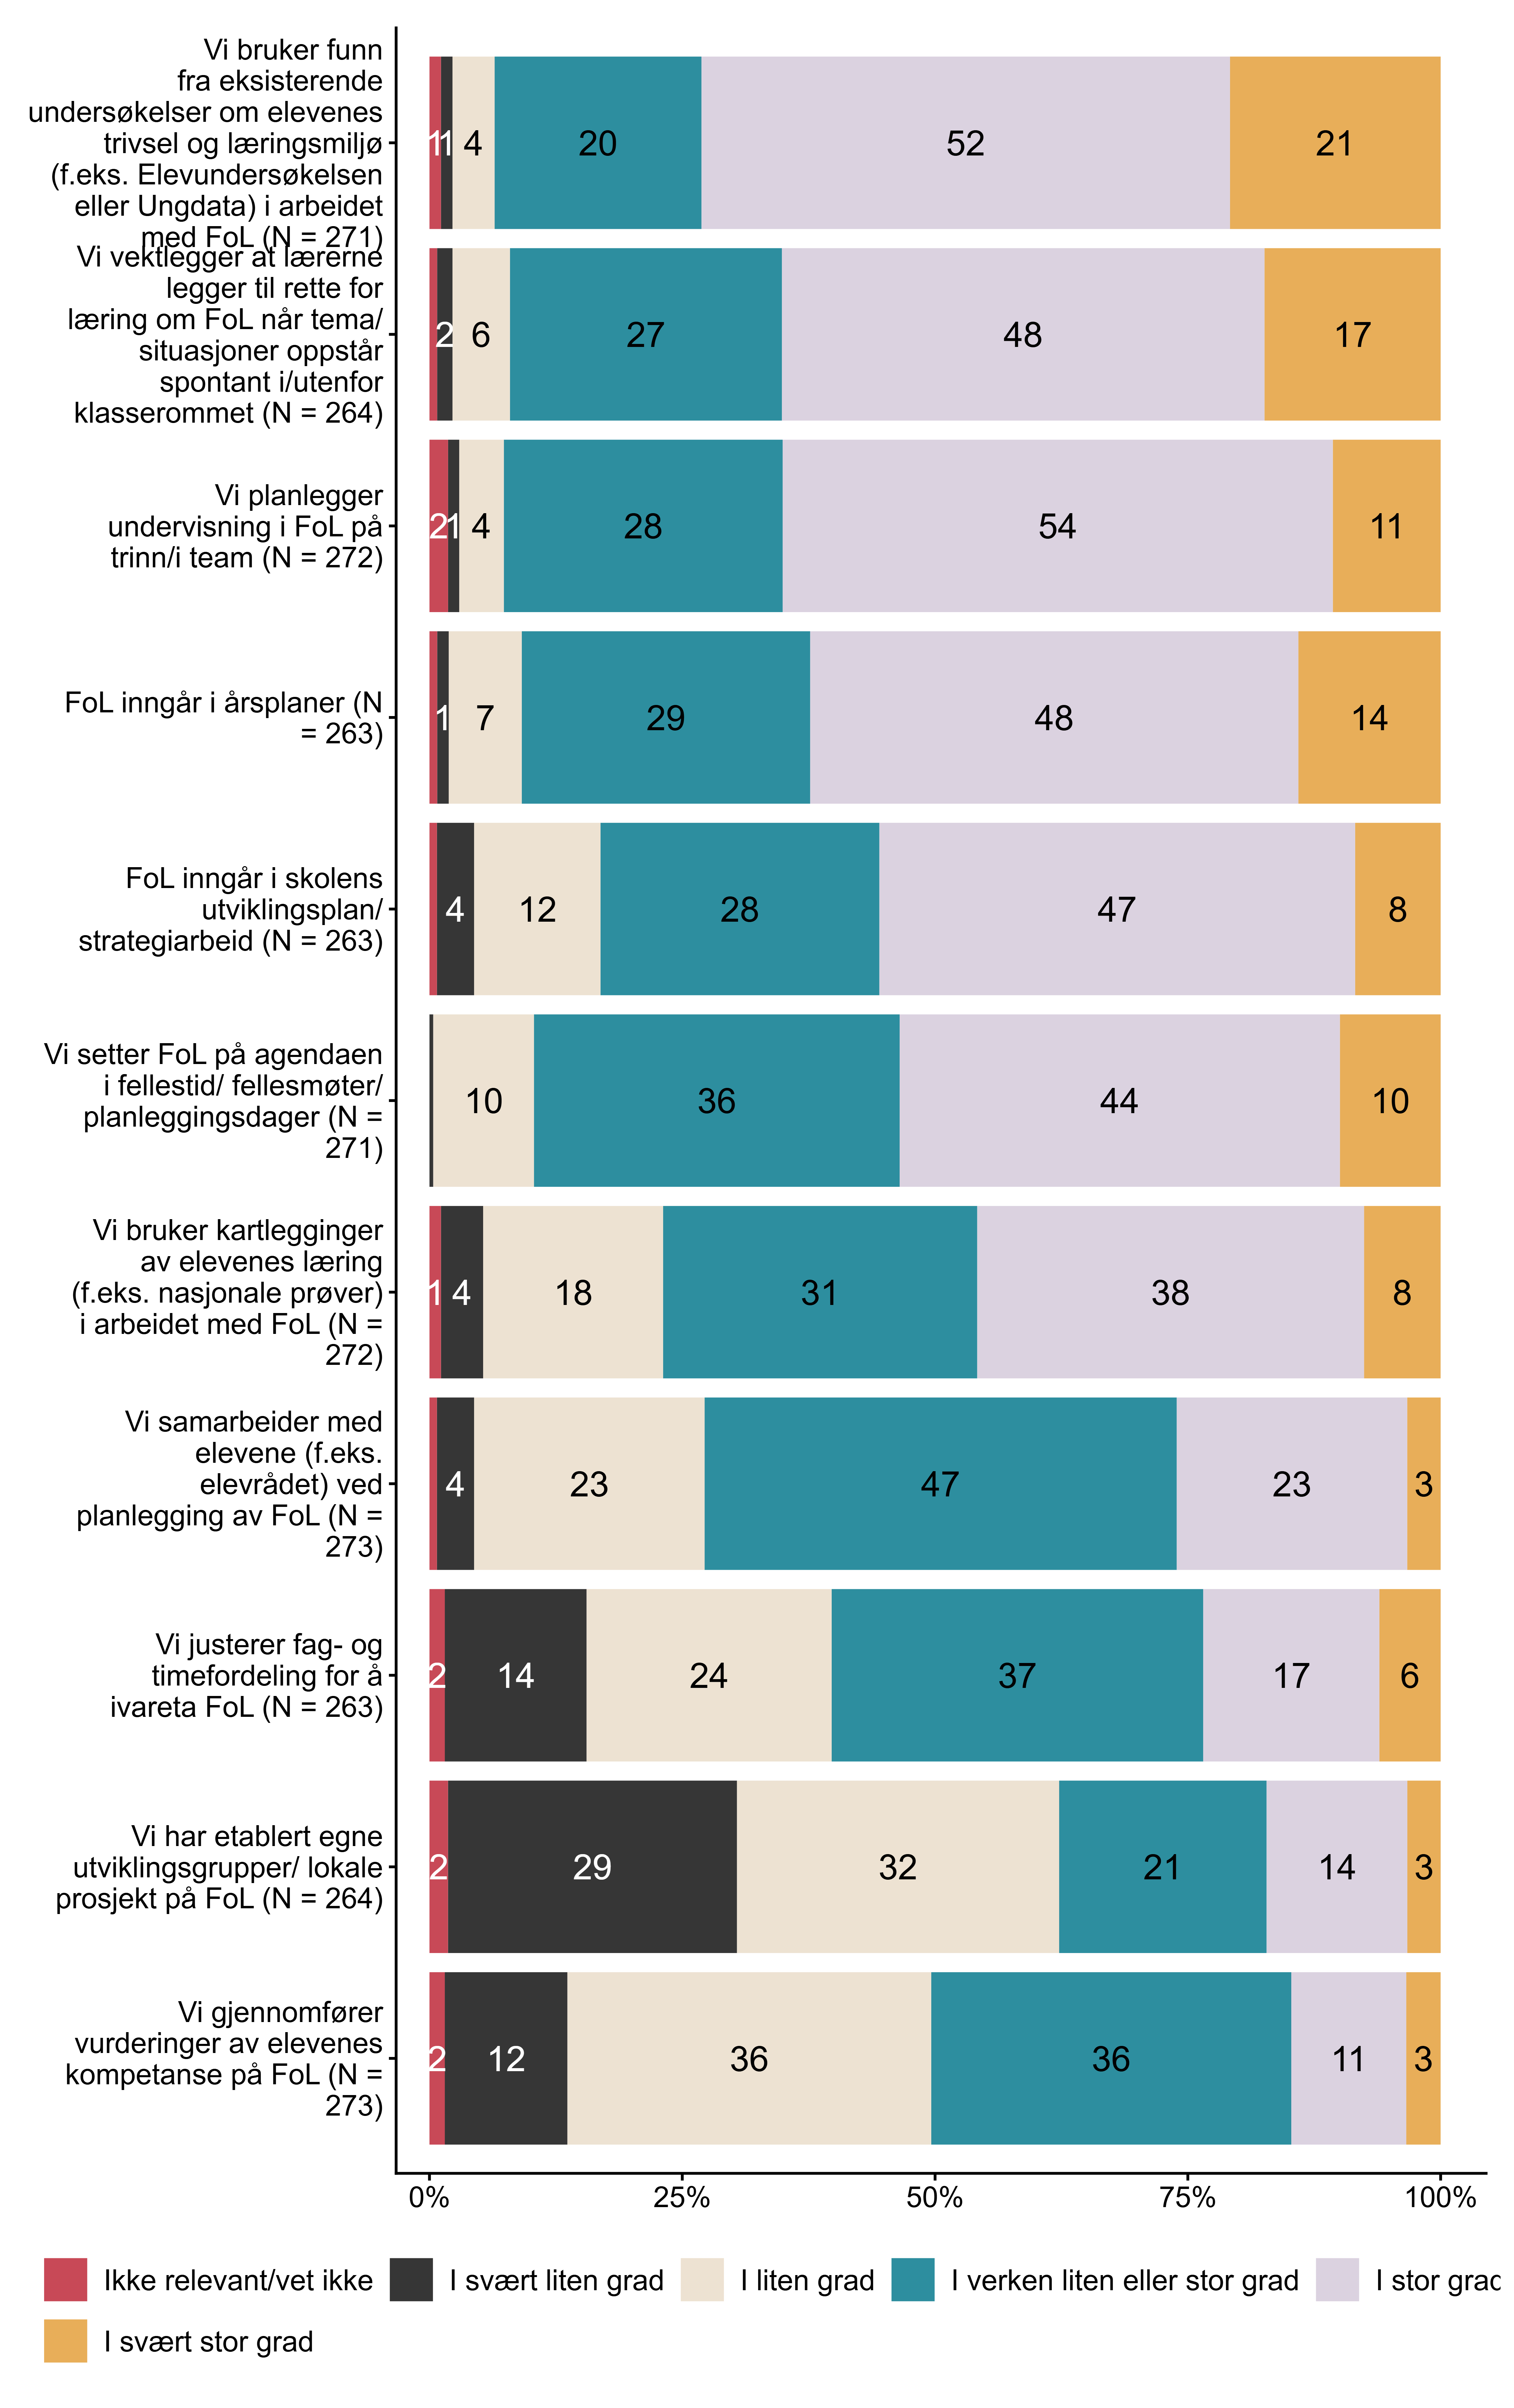 Vi bruker funn
fra eksisterende
undersøkelser om elevenes
trivsel og læringsmiljø
(f.eks. Elevundersøkelsen
eller Ungdata) i arbeidet
med FoL (N = 271)
1 1 4 20 52 21
Vi vektlegger at lærerne
legger til rette for
læring om FoL når tema/
situasjoner oppstår
spontant i/utenfor
klasserommet (N = 264)
2 6 27 48 17
Vi planlegger
undervisning i FoL på
trinn/i team (N = 272)
2 1 4 28 54 11
FoL inngår i årsplaner (N
= 263)
1 7 29 48 14
FoL inngår i skolens
utviklingsplan/
strategiarbeid (N = 263)
4 12 28 47 8
Vi setter FoL på agendaen
i fellestid/ fellesmøter/
planleggingsdager (N =
271)
10 36 44 10
Vi bruker kartlegginger
av elevenes læring
(f.eks. nasjonale prøver)
i arbeidet med FoL (N =
272)
1 4 18 31 38 8
Vi samarbeider med
elevene (f.eks.
elevrådet) ved
planlegging av FoL (N =
273)
4 23 47 23 3
Vi justerer fag- og
timefordeling for å
ivareta FoL (N = 263)
2 14 24 37 17 6
Vi har etablert egne
utviklingsgrupper/ lokale
prosjekt på FoL (N = 264)
2 29 32 21 14 3
Vi gjennomfører
vurderinger av elevenes
kompetanse på FoL (N =
273)
2 12 36 36 11 3
0% 25% 50% 75% 100%
Ikke relevant/vet ikke I svært liten grad I liten grad I verken liten eller stor grad I stor grad
I svært stor grad